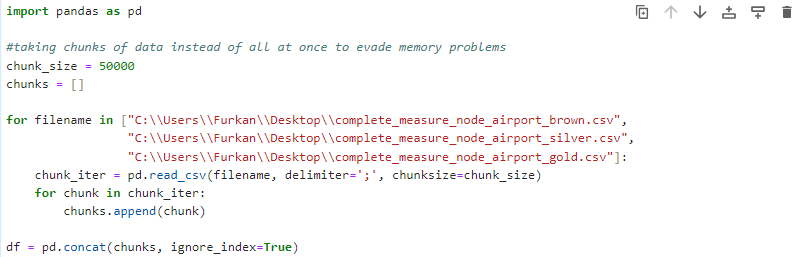 import pandas as pd
#taking chunks of data instead of all at once to evade memory problems
chunk_size = 50000
chunks = []
for filename in ["C:\\Users\\Furkan\\Desktop\\complete_measure_node_airport_brown.csv",
"C:\\Users\\Furkan\\Desktop\\complete_measure_node_airport_silver.csv",
"C:\\Users\\Furkan\\Desktop\\complete_measure_node_airport_gold.csv"]:
    chunk_iter = pd.read_csv(filename, delimiter=';', chunksize=chunk_size)
    for chunk in chunk_iter:
        chunks.append(chunk)
df = pd.concat(chunks, ignore_index=True)